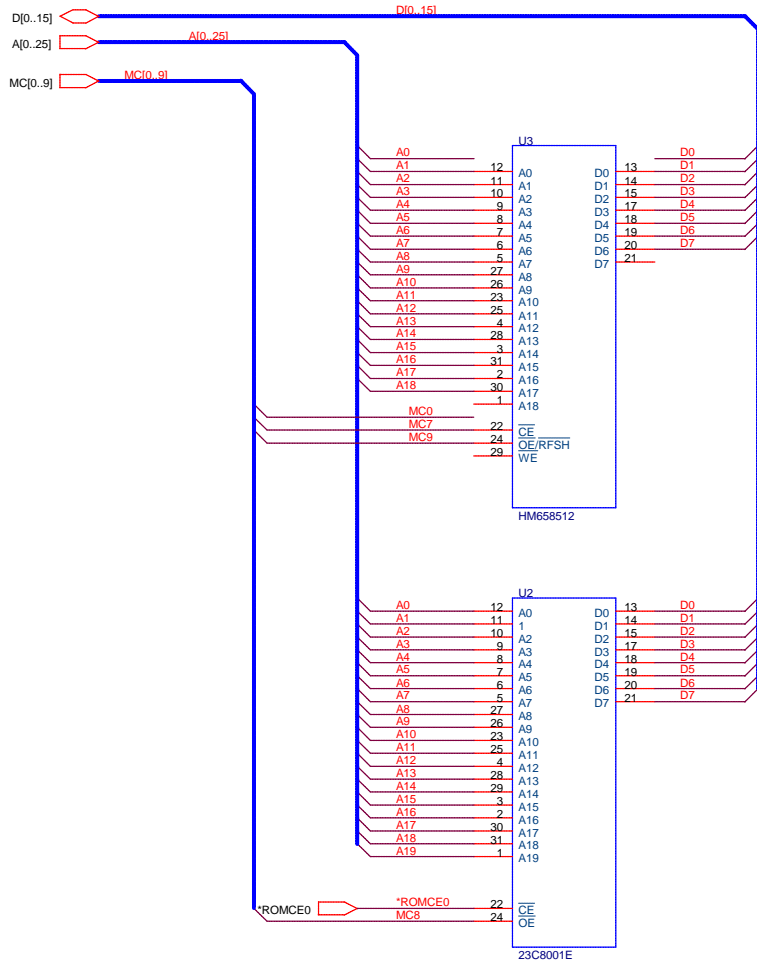 D[0..15] D[0..15]
A[0..25] A[0..25]
MC[0..9] MC[0..9]
U3
A0 D0
A1 12 A0 D0 13 D1
A2 11 A1 D1 14 D2
A3 10 A2 D2 15 D3
A4 9 A3 D3 17 D4
A5 8 A4 D4 18 D5
A6 7 A5 D5 19 D6
A7 6 A6 D6 20 D7
A8 5 A7 D7 21
A9 27 A8
A10 26 A9
A11 23 A10
A12 25 A11
A13 4 A12
A14 28 A13
A15 3 A14
A16 31 A15
A17 2 A16
A18 30 A17
1 A18
MC0
MC7 22 CE
MC9 24 OE/RFSH
29 WE
HM658512
U2
A0 12 A0 D0 13 D0
A1 11 1 D1 14 D1
A2 10 A2 D2 15 D2
A3 9 A3 D3 17 D3
A4 8 A4 D4 18 D4
A5 7 A5 D5 19 D5
A6 6 A6 D6 20 D6
A7 5 A7 D7 21 D7
A8 27 A8
A9 26 A9
A10 23 A10
A11 25 A11
A12 4 A12
A13 28 A13
A14 29 A14
A15 3 A15
A16 2 A16
A17 30 A17
A18 31 A18
A19 1 A19
*ROMCE0 *ROMCE0 22 CE
MC8 24 OE
23C8001E